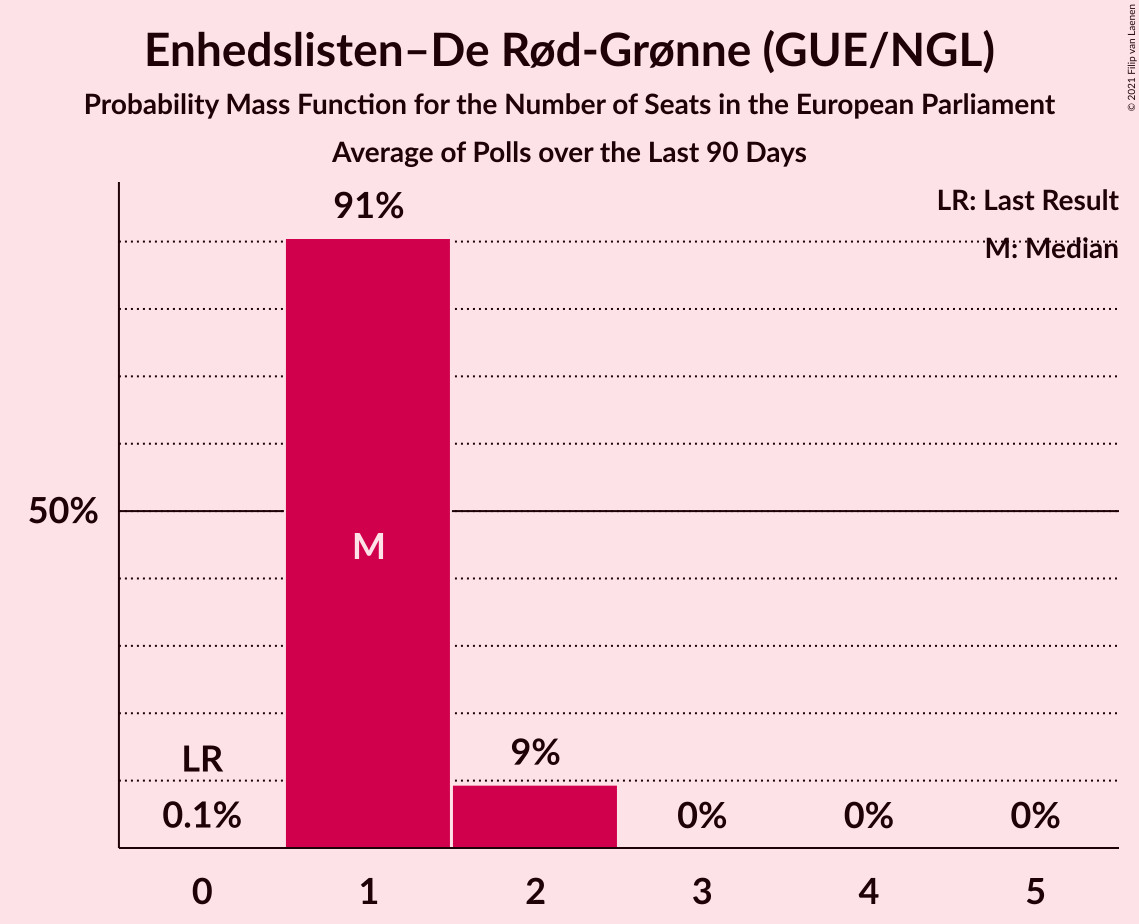 Enhedslisten–De Rød-Grønne (GUE/NGL)
Probability Mass Function for the Number of Seats in the European Parliament
Average of Polls over the Last 90 Days
© 2021 Filip van Laenen
LR: Last Result
M: Median
91%
50%
M
LR
0.1%
9%
0%
0%
0%
0
1
2
3
4
5